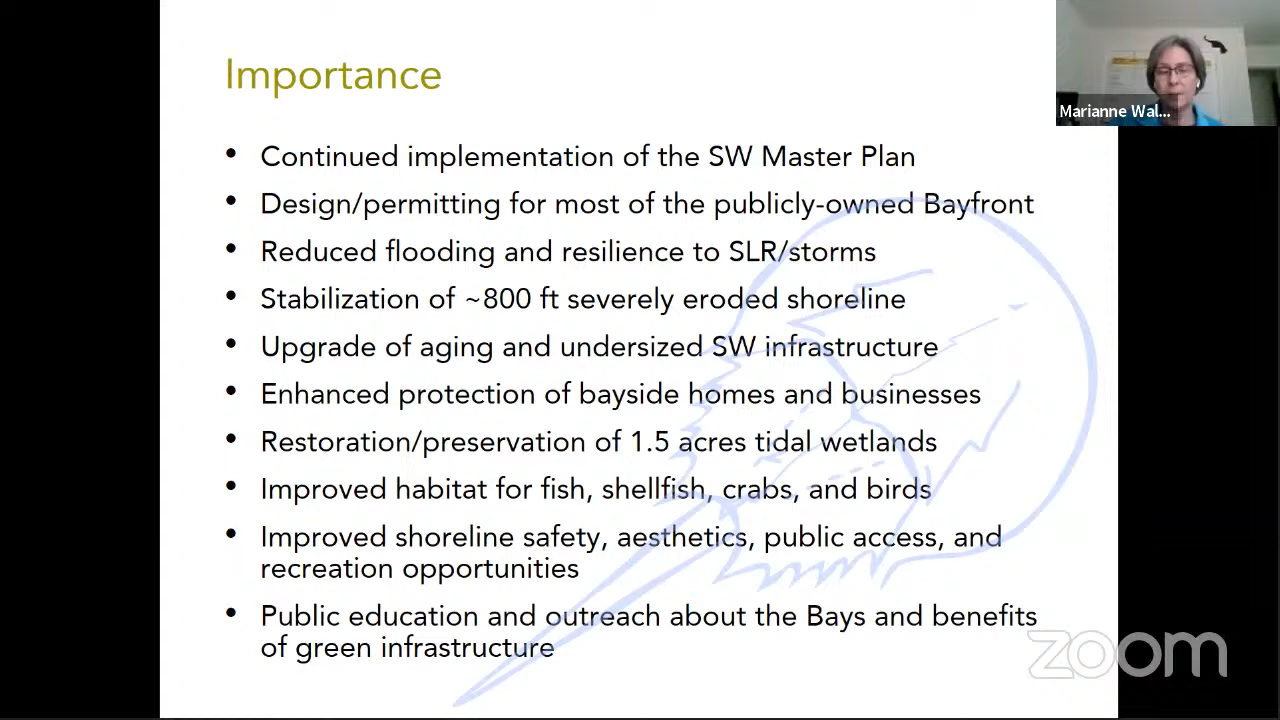 Importance
Marianne Wal...
• Continued implementation of the SW Master Plan
• Design/permitting for most of the publicly-owned Bayfront
• Reduced flooding and resilience to SLR/storms
• Stabilization of ~800 ft severely eroded shoreline
• Upgrade of aging and undersized SW infrastructure
• Enhanced protection of bayside homes and businesses
• Restoration/preservation of 1.5 acres tidal wetlands
• Improved habitat for fish, shellfish, crabs, and birds
• Improved shoreline safety, aesthetics, public access, and
recreation opportunities
• Public education and outreach about the Bays and benefits
of green infrastructure
zoom